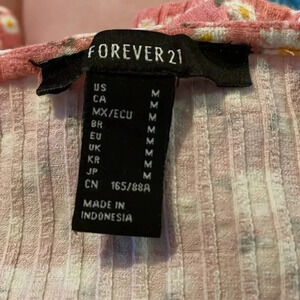 FOREVER 21
US M
CA M
MX/ECU M
BR M
EU M
UK M
KR M
JP M
CN 165/88A
MADE IN
INDONESIA